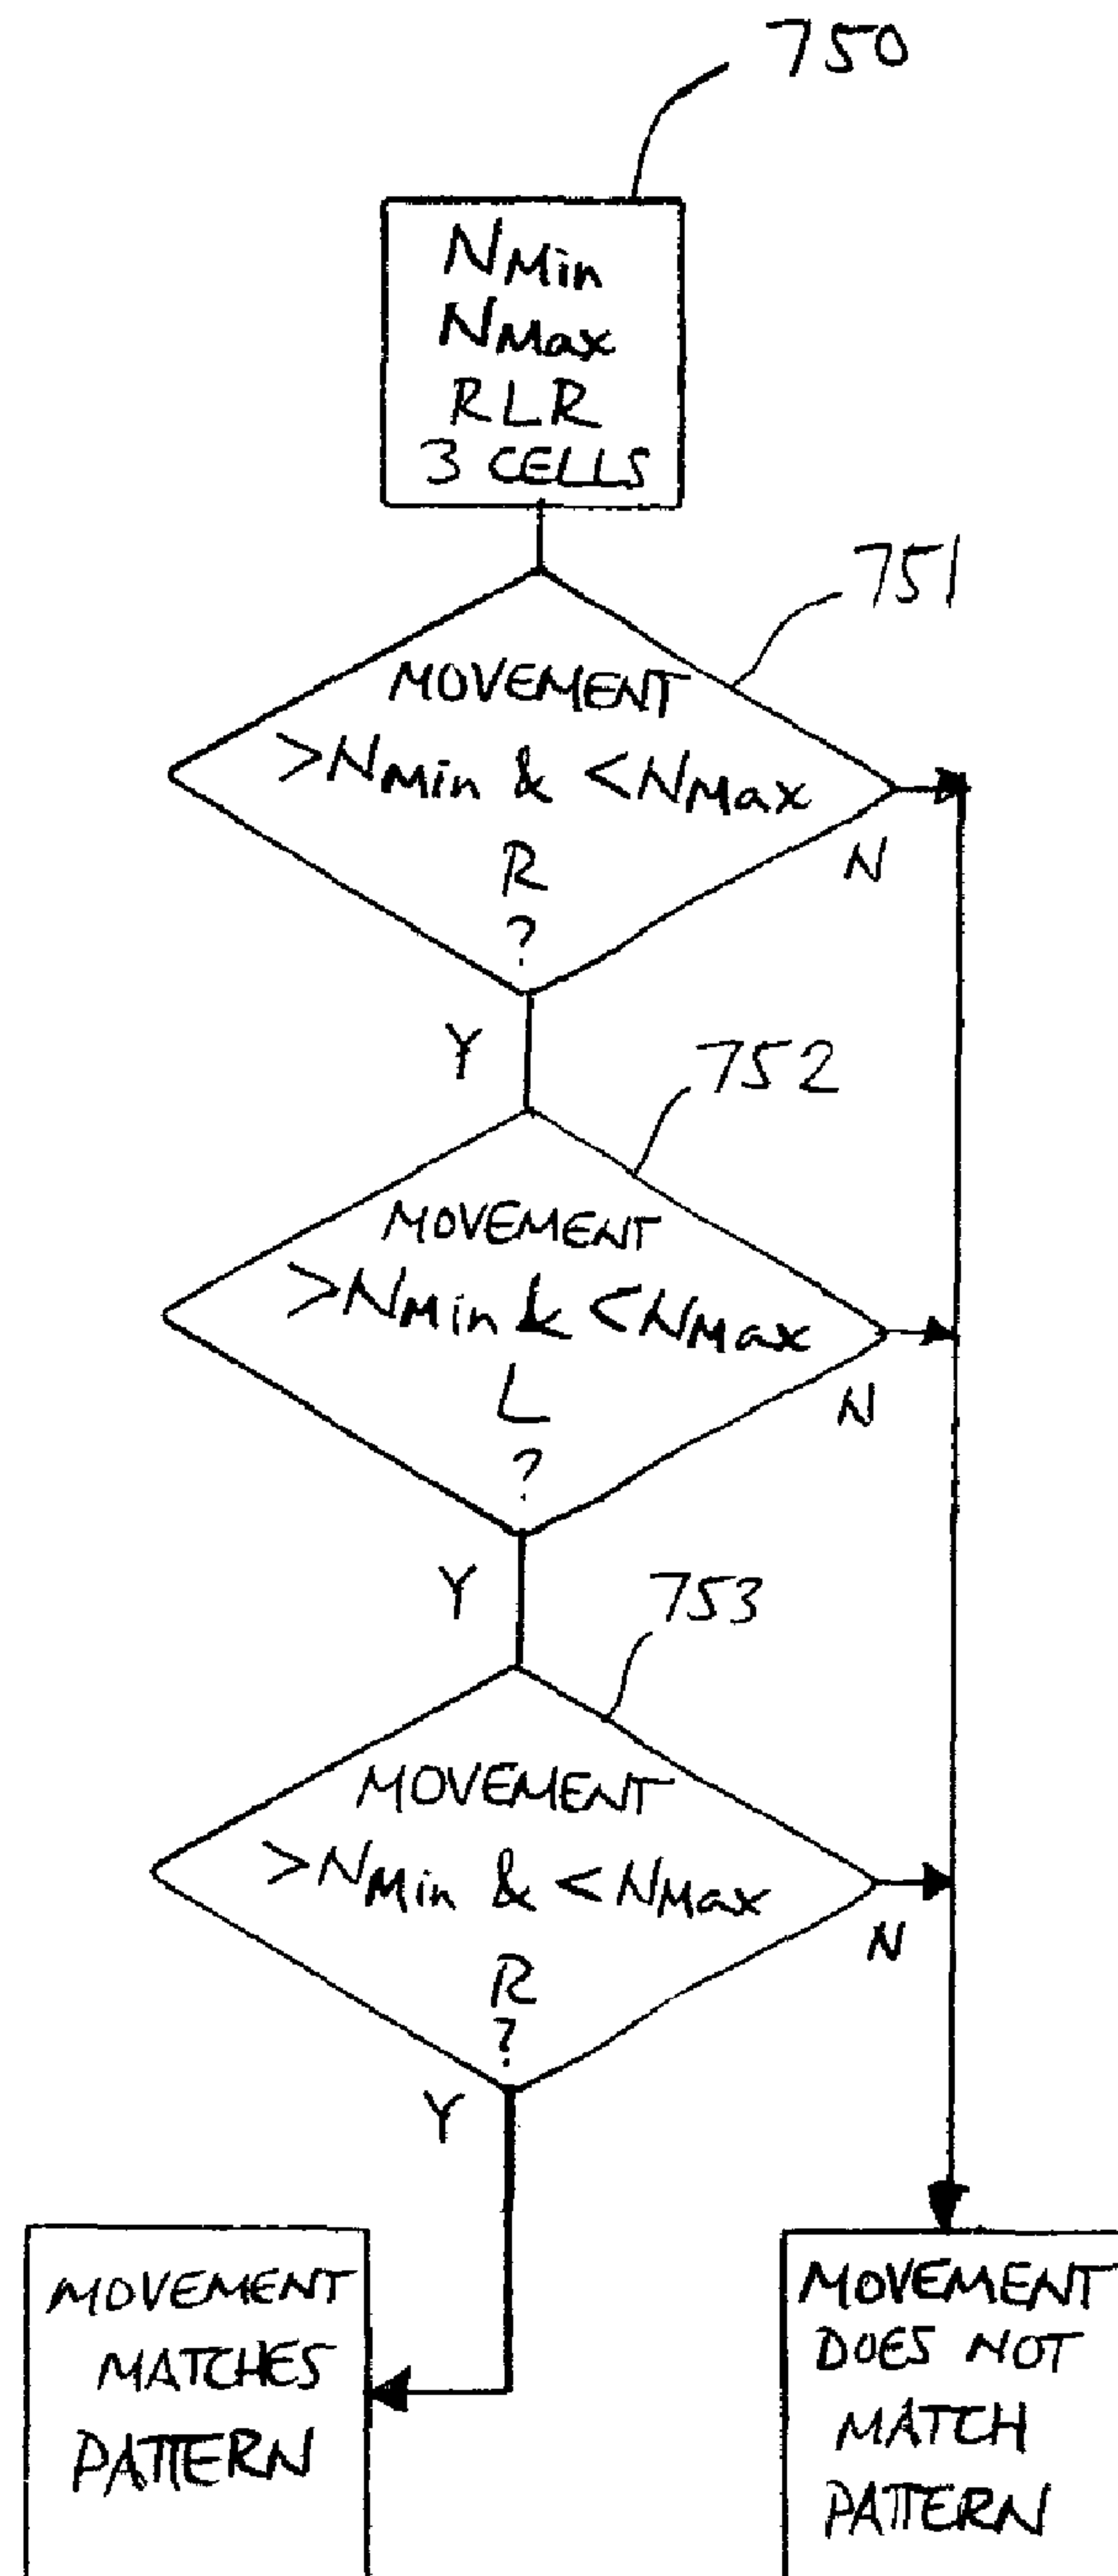 750
NMin
NMax
RLR
3 CELLS
751
MOVEMENT
>NMin & <NMax
R
?
N
Y
752
MOVEMENT
>NMin & <NMax
L
?
N
Y
753
MOVEMENT
>NMin & <NMax
R
?
N
Y
MOVEMENT
MATCHES
PATTERN
MOVEMENT
DOES NOT
MATCH
PATTERN